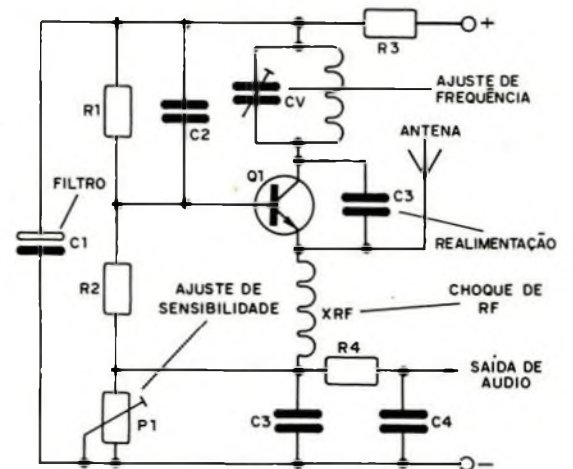 R3
+
CV
AJUSTE DE
FREQUÊNCIA
R1
C2
ANTENA
FILTRO
Q1
C3
C1
REALIMENTAÇÃO
R2
AJUSTE DE
SENSIBILIDADE
XRF
CHOQUE DE
RF
R4
SAÍDA DE
AUDIO
P1
C3
C4
−